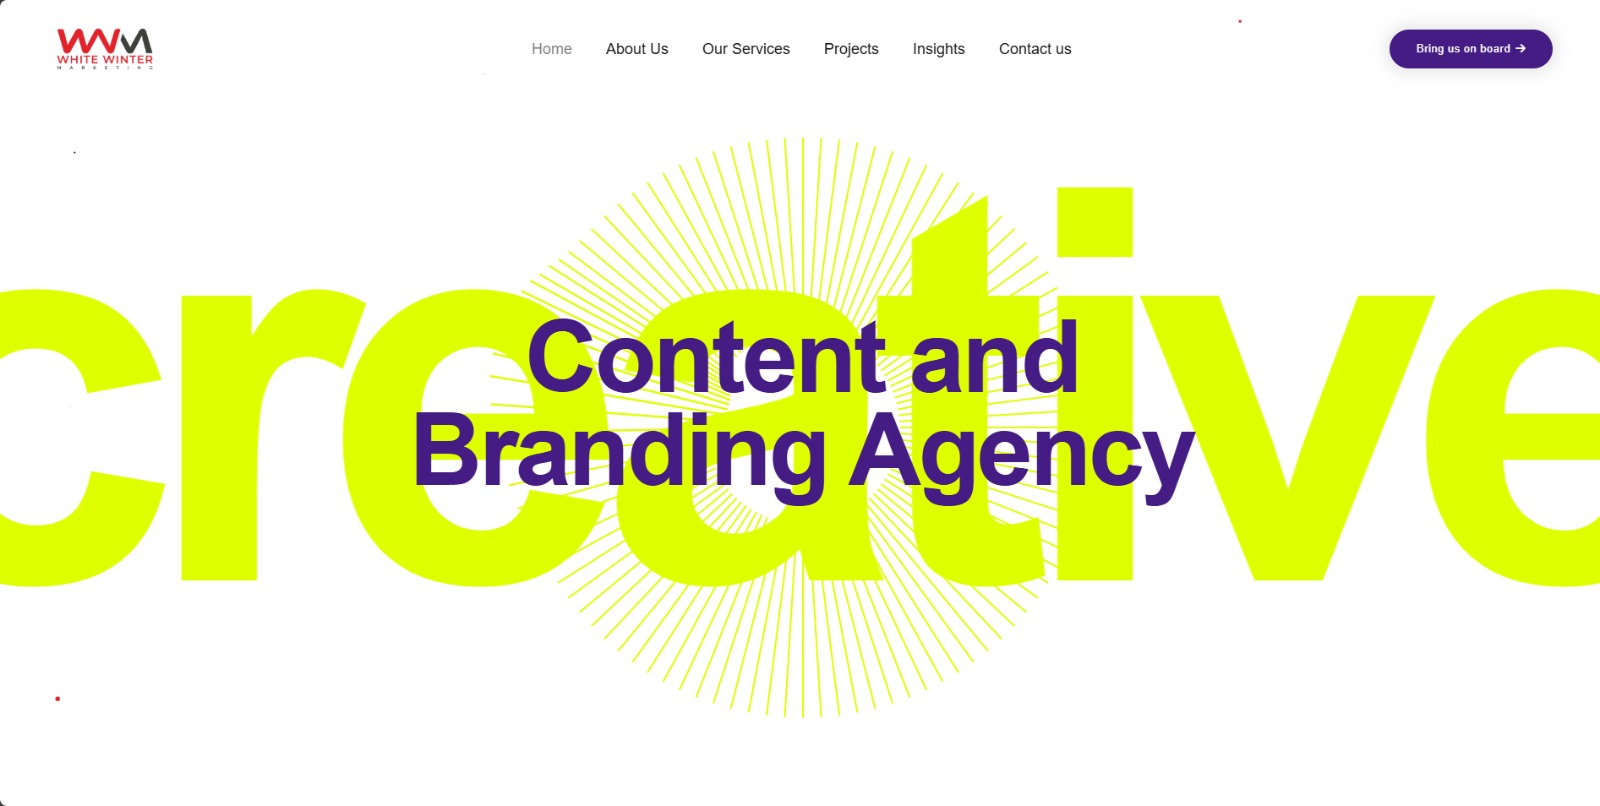 WHITE WINTER
MARKETING
Home
About Us
Our Services
Projects
Insights
Contact us
Bring us on board →
creative
Content and
Branding Agency